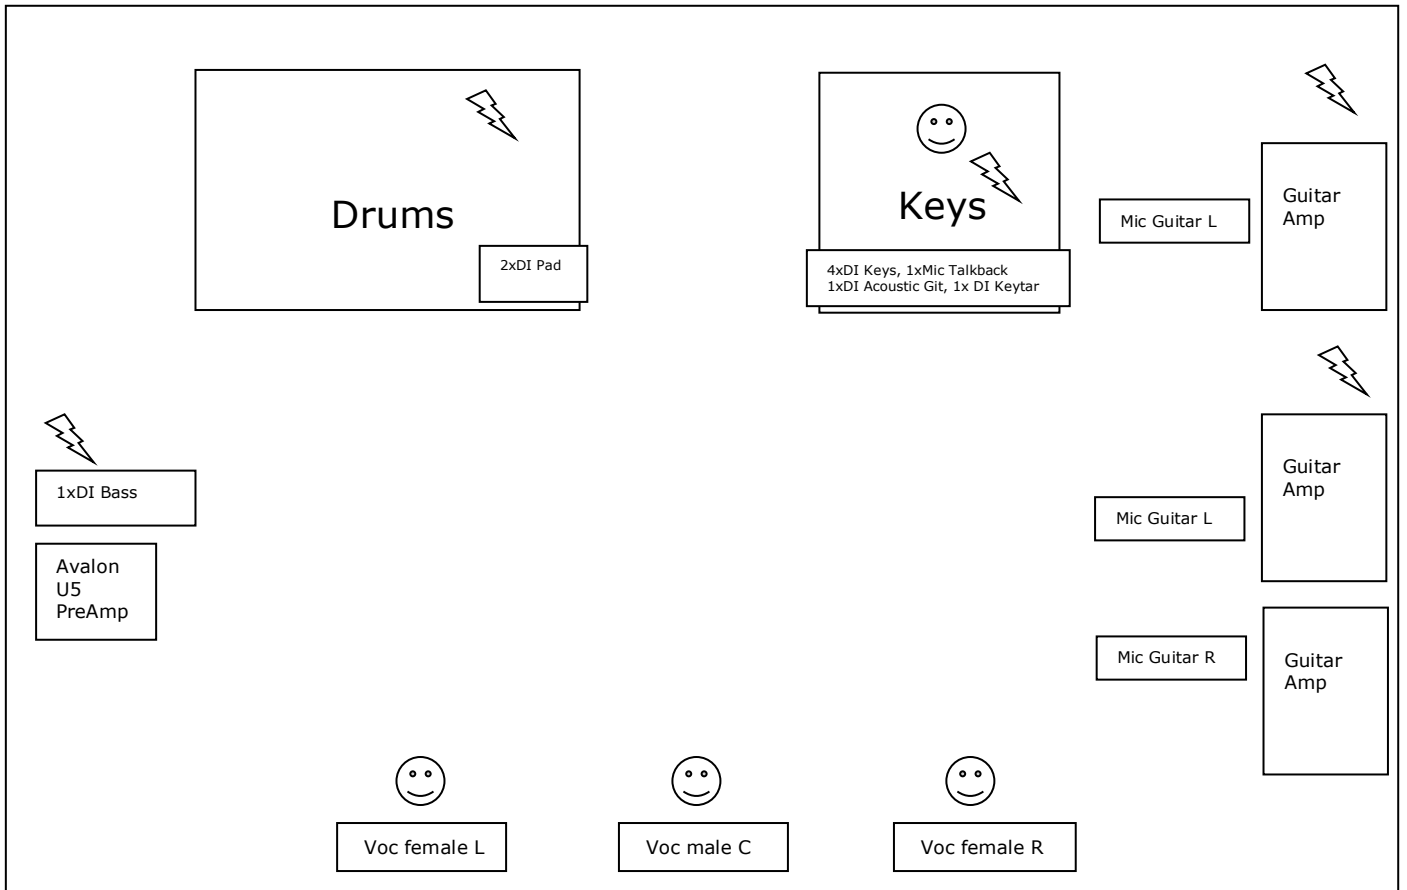 Drums
2xDI Pad
Keys
4xDI Keys, 1xMic Talkback
1xDI Acoustic Git, 1x DI Keytar
Mic Guitar L
Guitar
Amp
1xDI Bass
Avalon
U5
PreAmp
Mic Guitar L
Guitar
Amp
Mic Guitar R
Guitar
Amp
Voc female L
Voc male C
Voc female R